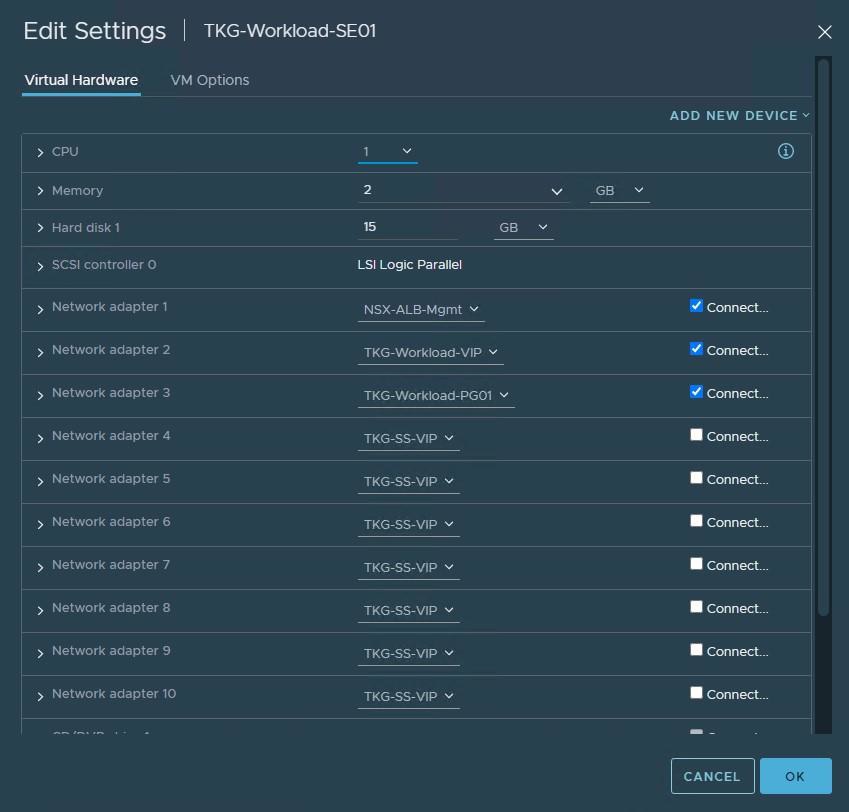 Edit Settings | TKG-Workload-SE01
Virtual Hardware VM Options
ADD NEW DEVICE
CPU 1
Memory 2 GB
Hard disk 1 15 GB
SCSI controller 0 LSI Logic Parallel
Network adapter 1 NSX-ALB-Mgmt Connect...
Network adapter 2 TKG-Workload-VIP Connect...
Network adapter 3 TKG-Workload-PG01 Connect...
Network adapter 4 TKG-SS-VIP Connect...
Network adapter 5 TKG-SS-VIP Connect...
Network adapter 6 TKG-SS-VIP Connect...
Network adapter 7 TKG-SS-VIP Connect...
Network adapter 8 TKG-SS-VIP Connect...
Network adapter 9 TKG-SS-VIP Connect...
Network adapter 10 TKG-SS-VIP Connect...
CANCEL OK